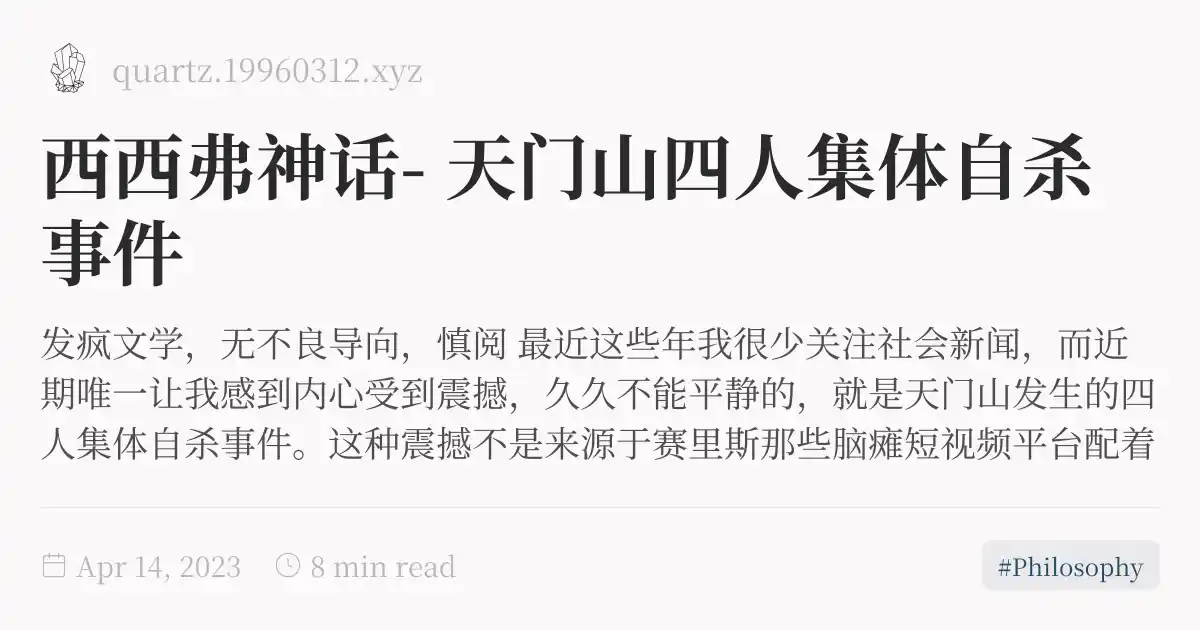 quartz.19960312.xyz
西西弗神话- 天门山四人集体自杀
事件
发疯文学，无不良导向，慎阅 最近这些年我很少关注社会新闻，而近
期唯一让我感到内心受到震撼，久久不能平静的，就是天门山发生的四
人集体自杀事件。这种震撼不是来源于赛里斯那些脑瘫短视频平台配着
Apr 14, 2023 8 min read #Philosophy